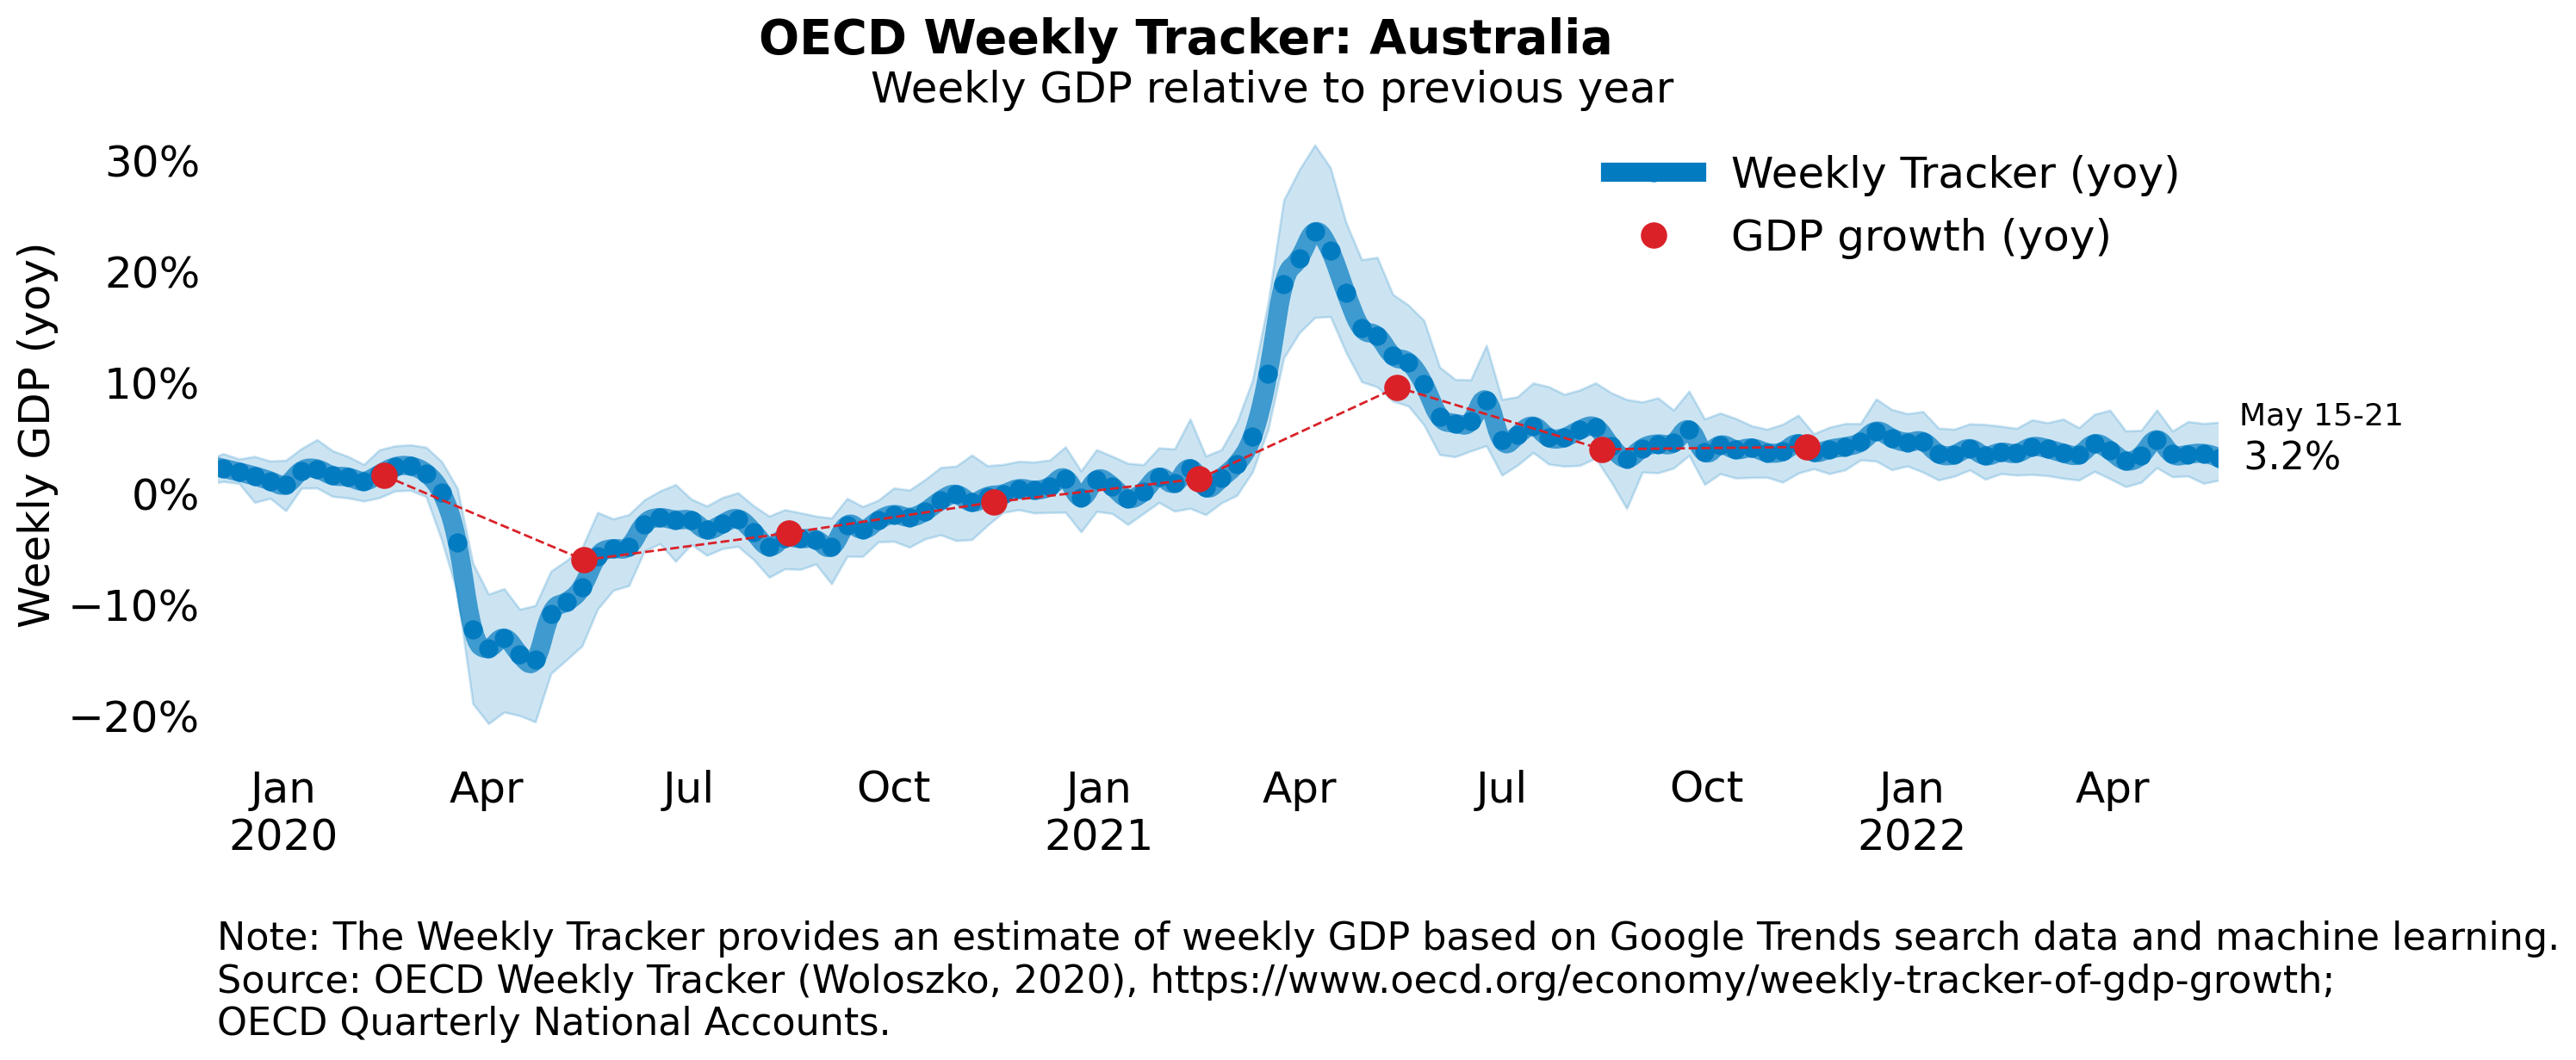 OECD Weekly Tracker: Australia
Weekly GDP relative to previous year
Weekly GDP (yoy)
30%
20%
10%
0%
−10%
−20%
Weekly Tracker (yoy)
GDP growth (yoy)
May 15-21
3.2%
Jan Apr Jul Oct Jan Apr Jul Oct Jan Apr
2020 2021 2022
Note: The Weekly Tracker provides an estimate of weekly GDP based on Google Trends search data and machine learning.
Source: OECD Weekly Tracker (Woloszko, 2020), https://www.oecd.org/economy/weekly-tracker-of-gdp-growth;
OECD Quarterly National Accounts.